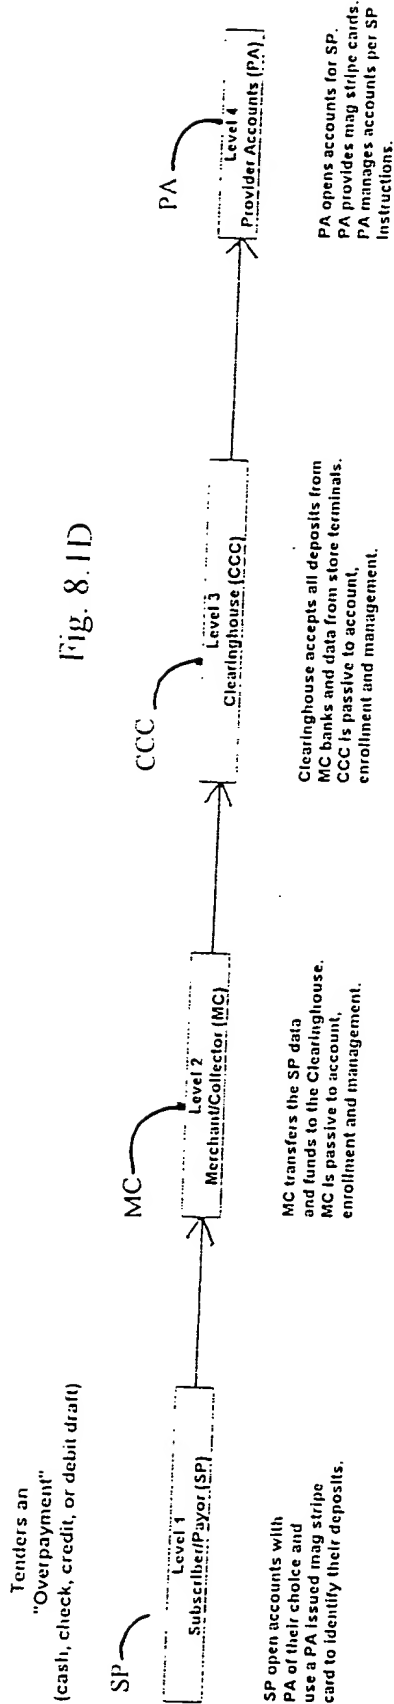 Fig. 8.1D
Tenders an
"Overpayment"
(cash, check, credit, or debit draft)
SP
Level 1
Subscriber/Payor (SP)
SP open accounts with
PA of their choice and
use a PA issued mag stripe
card to identify their deposits.
MC
Level 2
Merchant/Collector (MC)
MC transfers the SP data
and funds to the Clearinghouse.
MC is passive to account,
enrollment and management.
CCC
Level 3
Clearinghouse (CCC)
Clearinghouse accepts all deposits from
MC banks and data from store terminals.
CCC is passive to account,
enrollment and management.
PA
Level 4
Provider Accounts (PA)
PA opens accounts for SP.
PA provides mag stripe cards.
PA manages accounts per SP
Instructions.